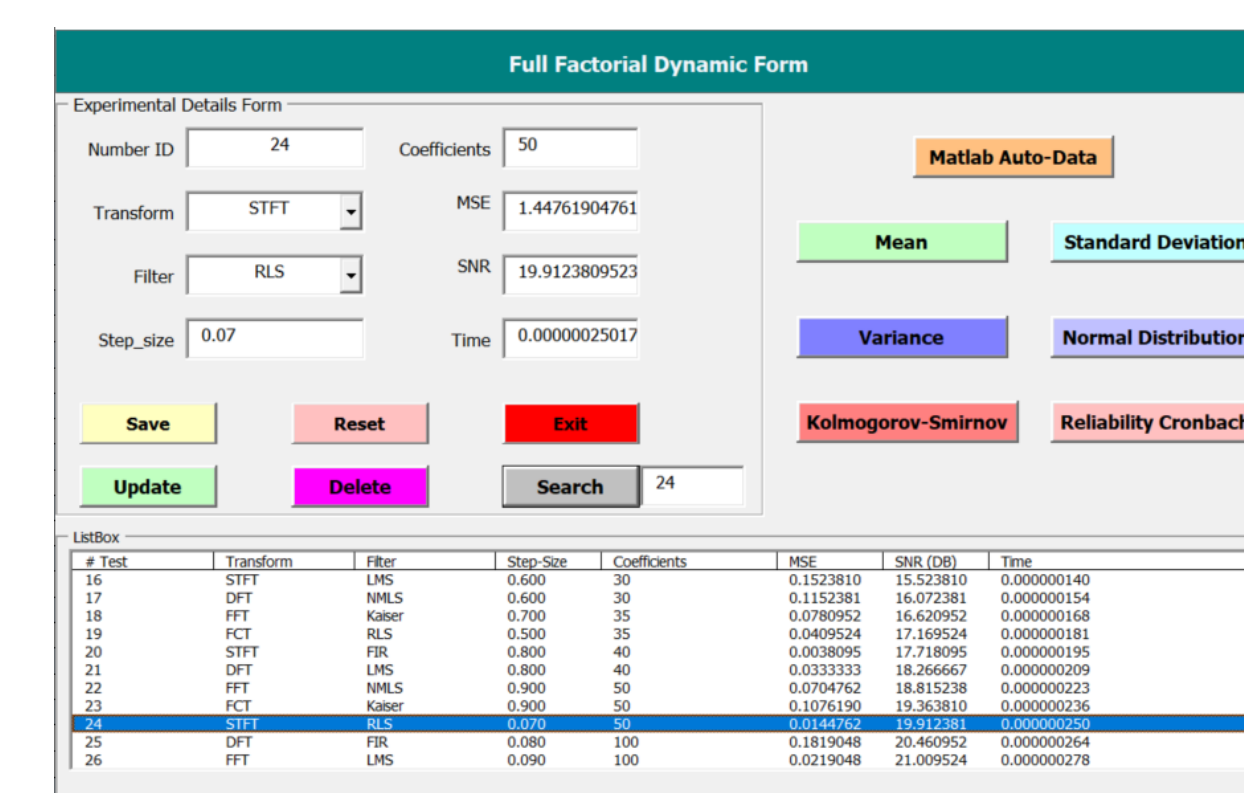 Full Factorial Dynamic Form
Experimental Details Form
Number ID 24 Coefficients 50
Matlab Auto-Data
Transform STFT MSE 1.44761904761
Mean Standard Deviation
Filter RLS SNR 19.9123809523
Step_size 0.07 Time 0.00000025017
Variance Normal Distribution
Save Reset Exit
Kolmogorov-Smirnov Reliability Cronbach
Update Delete Search 24
ListBox
# Test Transform Filter Step-Size Coefficients MSE SNR (DB) Time
16 STFT LMS 0.600 30 0.1523810 15.523810 0.000000140
17 DFT NMLS 0.600 30 0.1152381 16.072381 0.000000154
18 FFT Kaiser 0.700 35 0.0780952 16.620952 0.000000168
19 FCT RLS 0.500 35 0.0409524 17.169524 0.000000181
20 STFT FIR 0.800 40 0.0038095 17.718095 0.000000195
21 DFT LMS 0.800 40 0.0333333 18.266667 0.000000209
22 FFT NMLS 0.900 50 0.0704762 18.815238 0.000000223
23 FCT Kaiser 0.900 50 0.1076190 19.363810 0.000000236
24 STFT RLS 0.070 50 0.0144762 19.912381 0.000000250
25 DFT FIR 0.080 100 0.1819048 20.460952 0.000000264
26 FFT LMS 0.090 100 0.0219048 21.009524 0.000000278